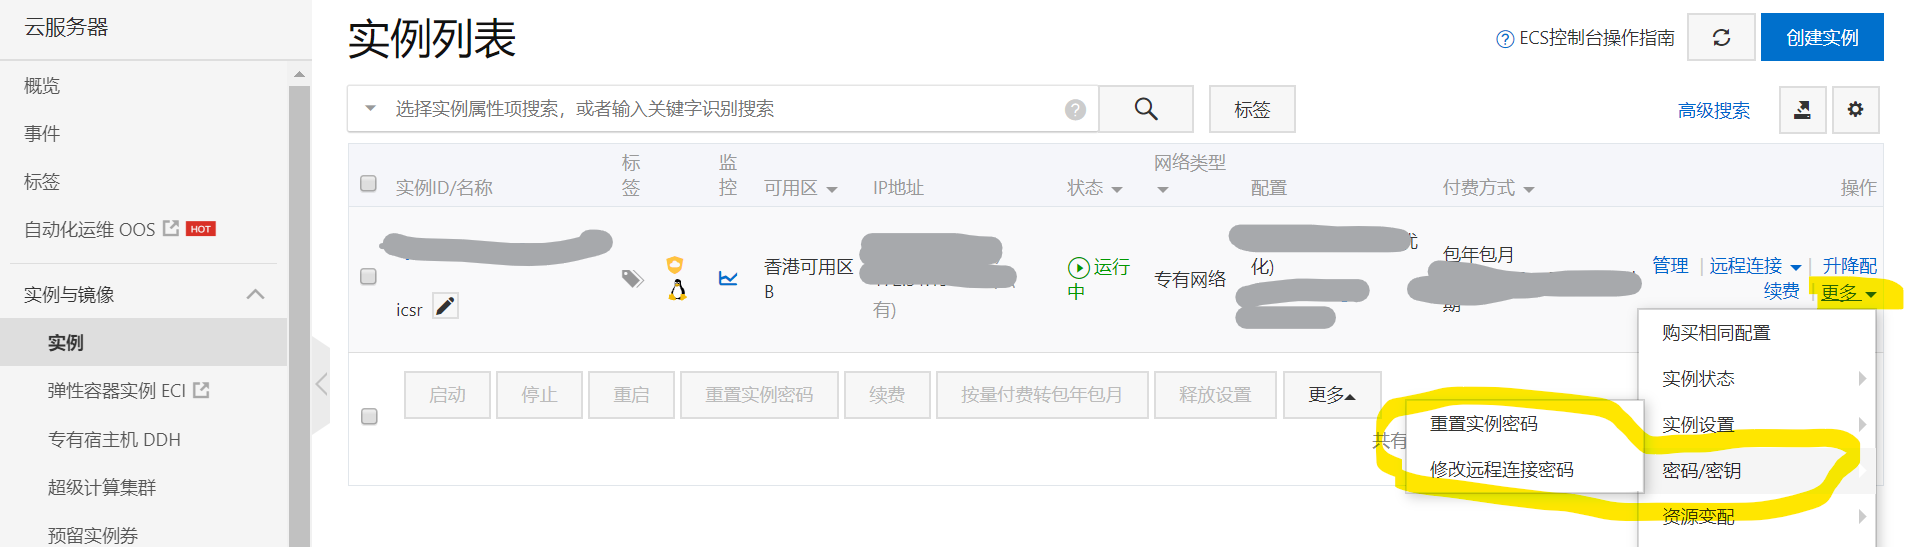 云服务器
概览
事件
标签
自动化运维 OOS HOT
实例与镜像
实例
弹性容器实例 ECI
专有宿主机 DDH
超级计算集群
预留实例券
实例列表
ECS控制台操作指南
创建实例
选择实例属性项搜索，或者输入关键字识别搜索
标签
高级搜索
实例ID/名称
标签
监控
可用区
IP地址
状态
网络类型
配置
付费方式
操作
icsr
香港可用区
B
有)
运行
中
专有网络
优
化)
包年包月
期
管理 | 远程连接 | 升降配
续费 | 更多
启动
停止
重启
重置实例密码
续费
按量付费转包年包月
释放设置
更多
共有
重置实例密码
修改远程连接密码
购买相同配置
实例状态
实例设置
密码/密钥
资源变配